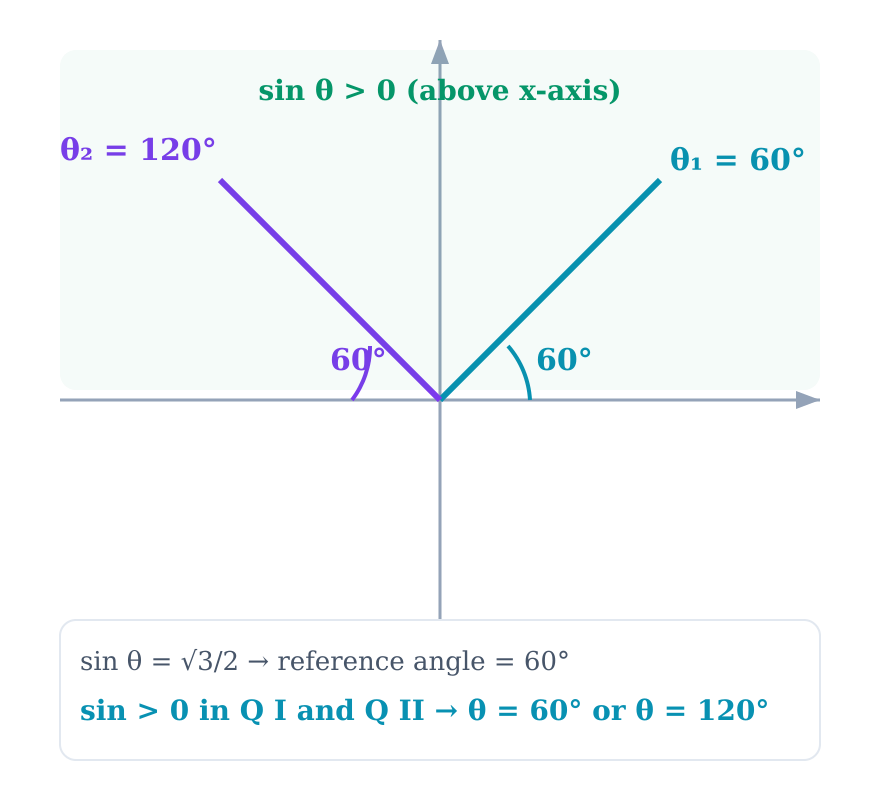 sin θ > 0 (above x-axis)
θ₂ = 120°
θ₁ = 60°
60°
60°
sin θ = √3/2 → reference angle = 60°
sin > 0 in Q I and Q II → θ = 60° or θ = 120°